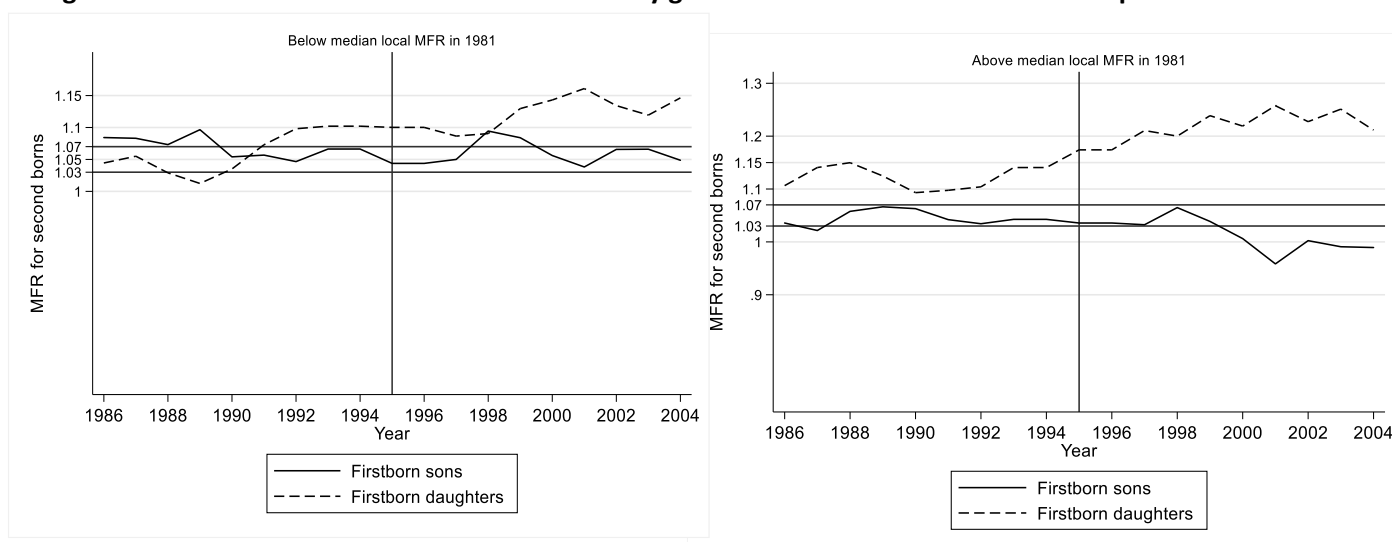 Below median local MFR in 1981
MFR for second borns
1.15
1.1
1.07
1.05
1.03
1
1986 1988 1990 1992 1994 1996 1998 2000 2002 2004
Year
Firstborn sons
Firstborn daughters
Above median local MFR in 1981
MFR for second borns
1.3
1.2
1.15
1.1
1.07
1.03
1
.9
1986 1988 1990 1992 1994 1996 1998 2000 2002 2004
Year
Firstborn sons
Firstborn daughters